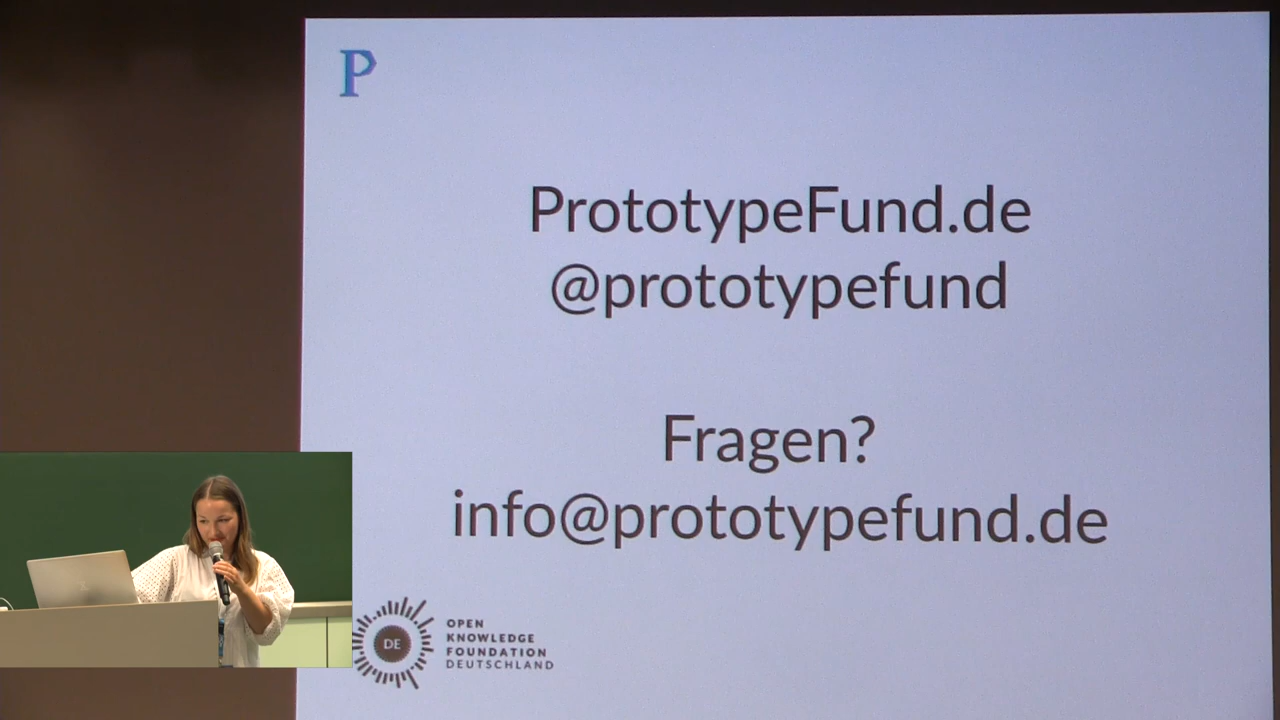 P
PrototypeFund.de
@prototypefund
Fragen?
info@prototypefund.de
DE
OPEN
KNOWLEDGE
FOUNDATION
DEUTSCHLAND